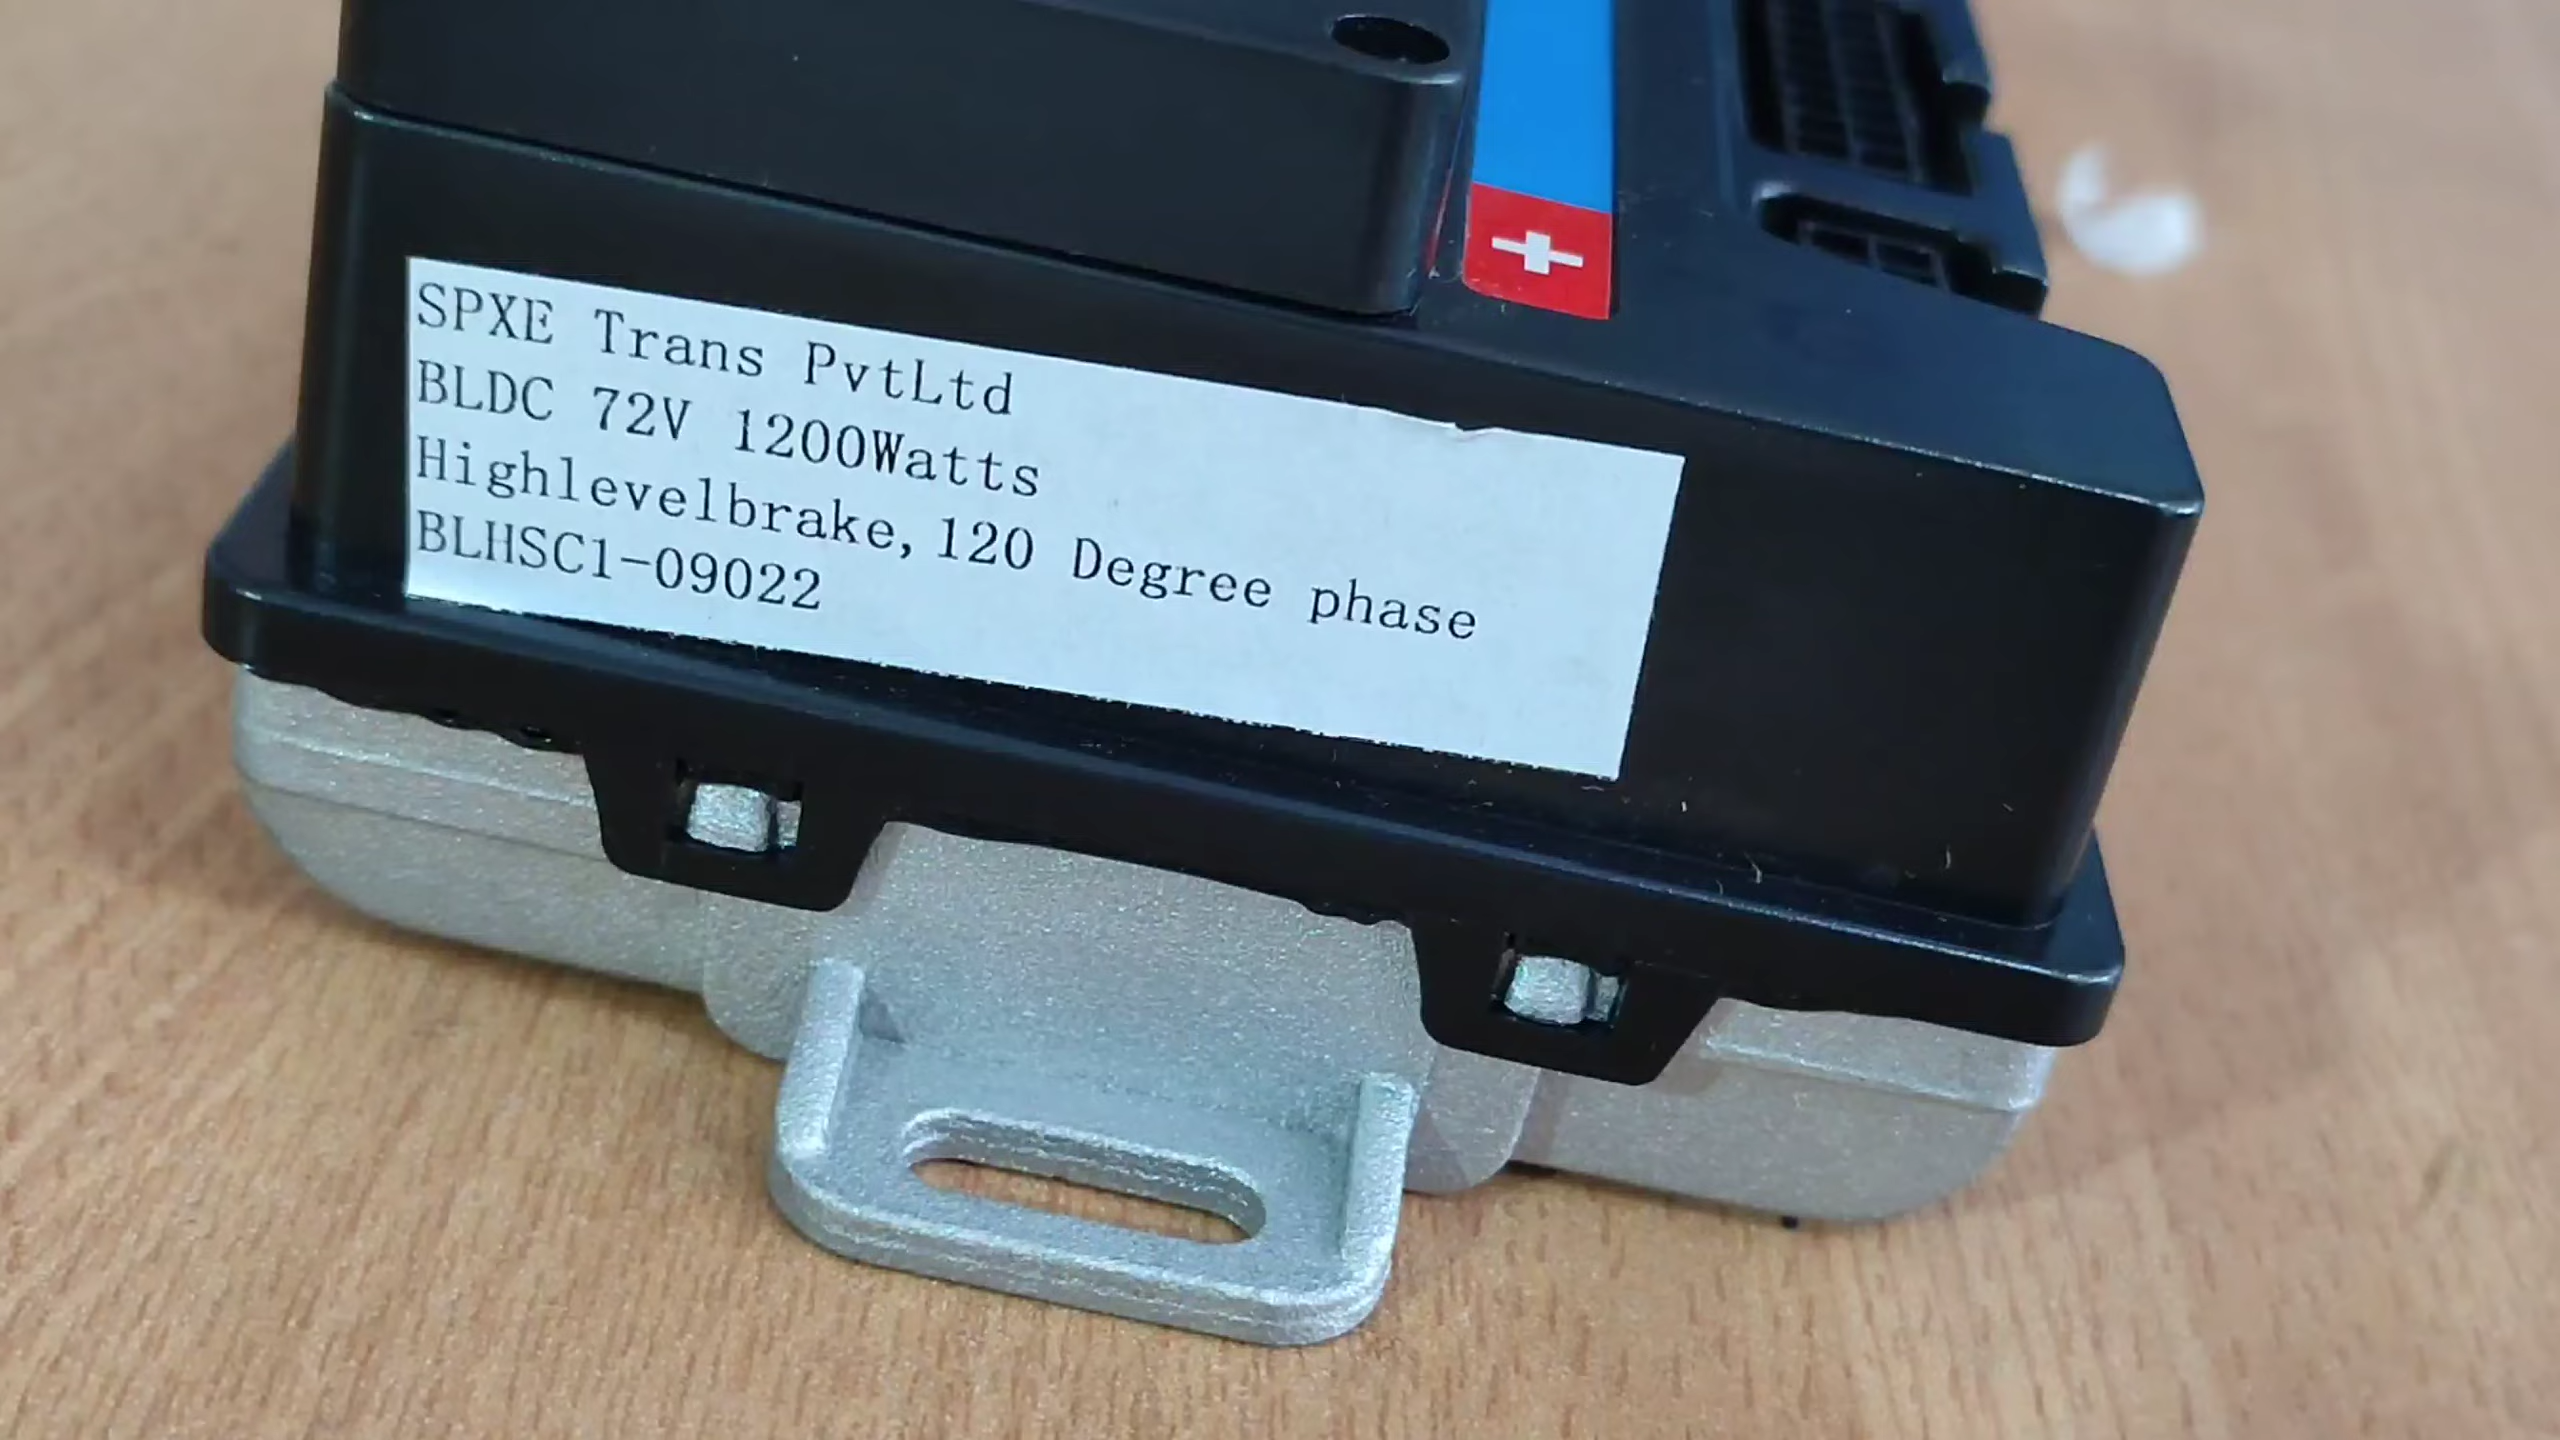 SPXE Trans PvtLtd
BLDC 72V 1200Watts
Highlevelbrake, 120 Degree phase
BLHSC1-09022